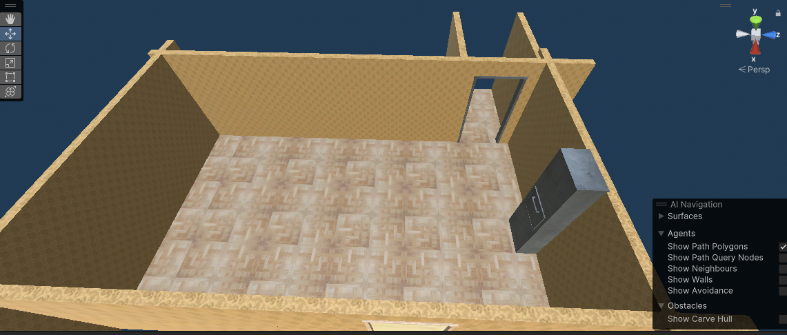 y
z
x
< Persp
AI Navigation
Surfaces
Agents
Show Path Polygons
Show Path Query Nodes
Show Neighbours
Show Walls
Show Avoidance
Obstacles
Show Carve Hull